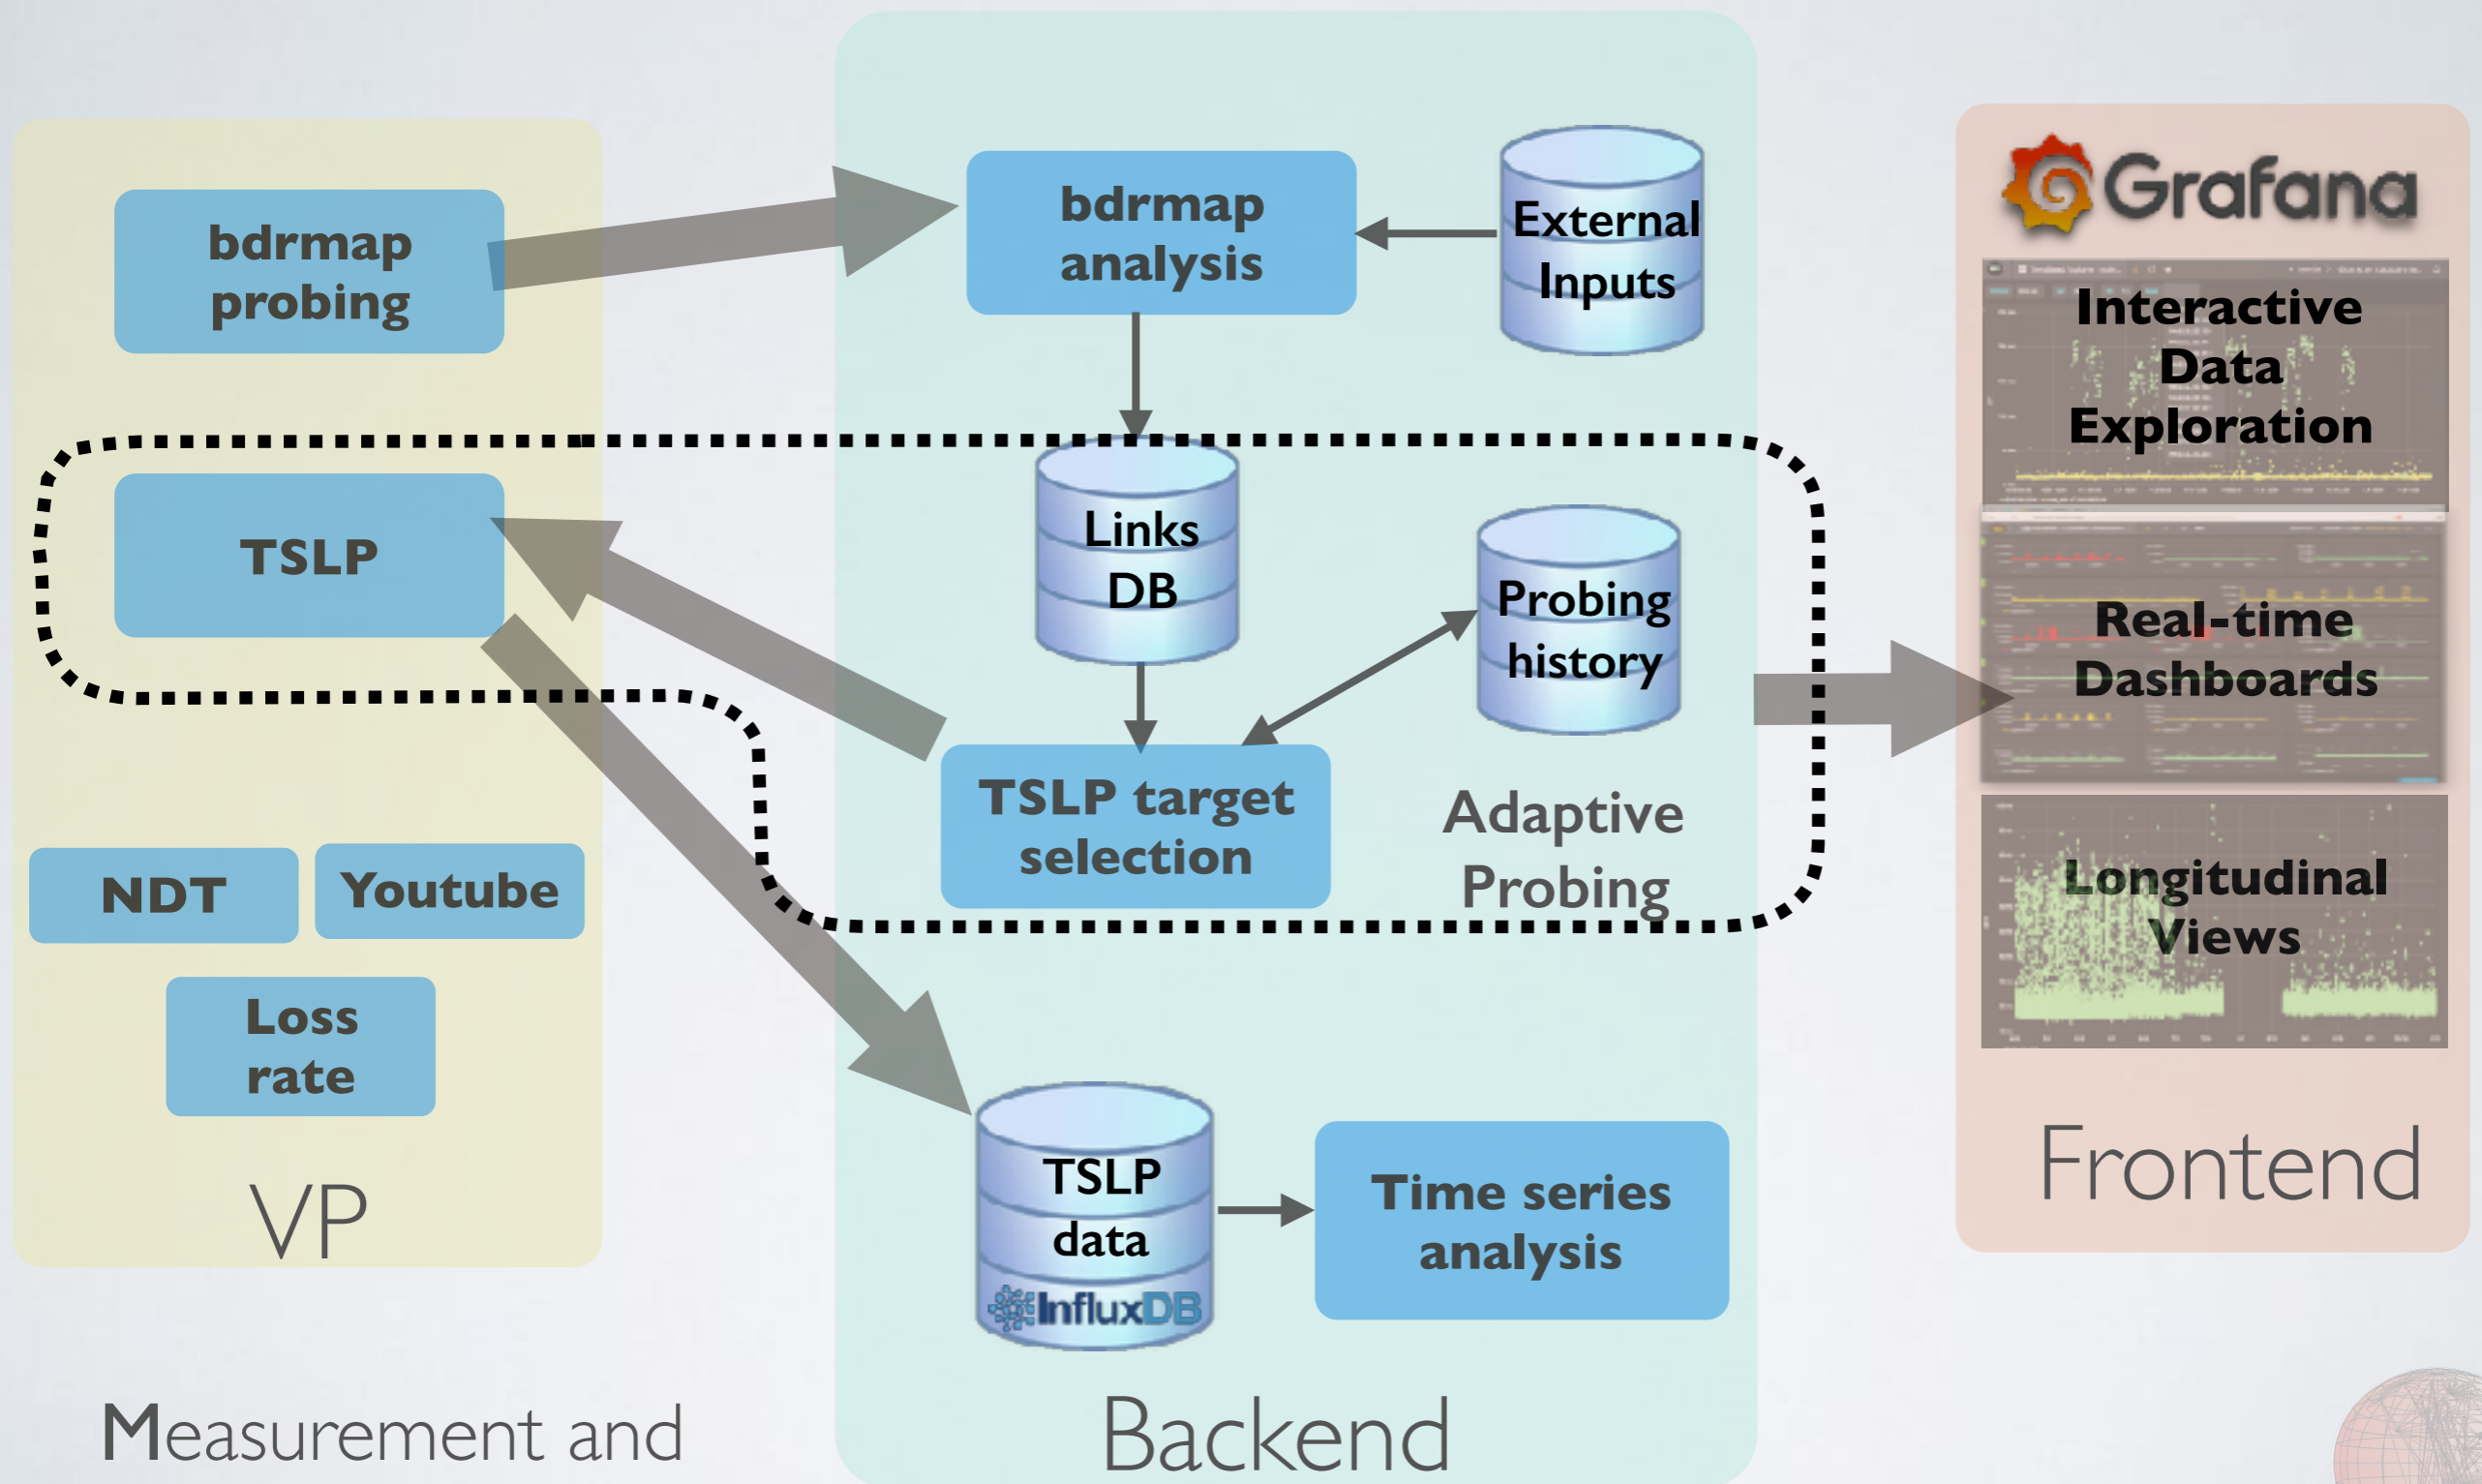 bdrmap
probing
TSLP
NDT
Youtube
Loss
rate
VP
Measurement and
bdrmap
analysis
External
Inputs
Links
DB
Probing
history
TSLP target
selection
Adaptive
Probing
TSLP
data
InfluxDB
Time series
analysis
Backend
Grafana
Interactive
Data
Exploration
Real-time
Dashboards
Longitudinal
Views
Frontend